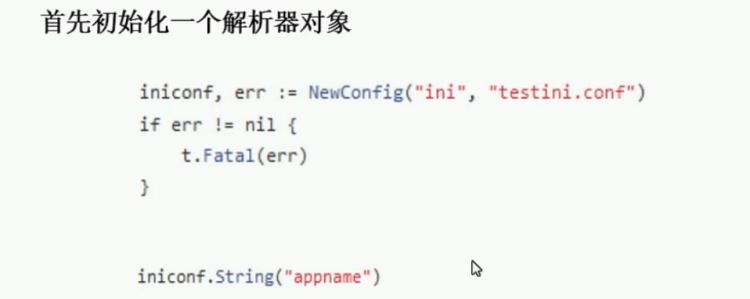 首先初始化一个解析器对象
iniconf, err := NewConfig("ini", "testini.conf")
if err != nil {
    t.Fatal(err)
}
iniconf.String("appname")